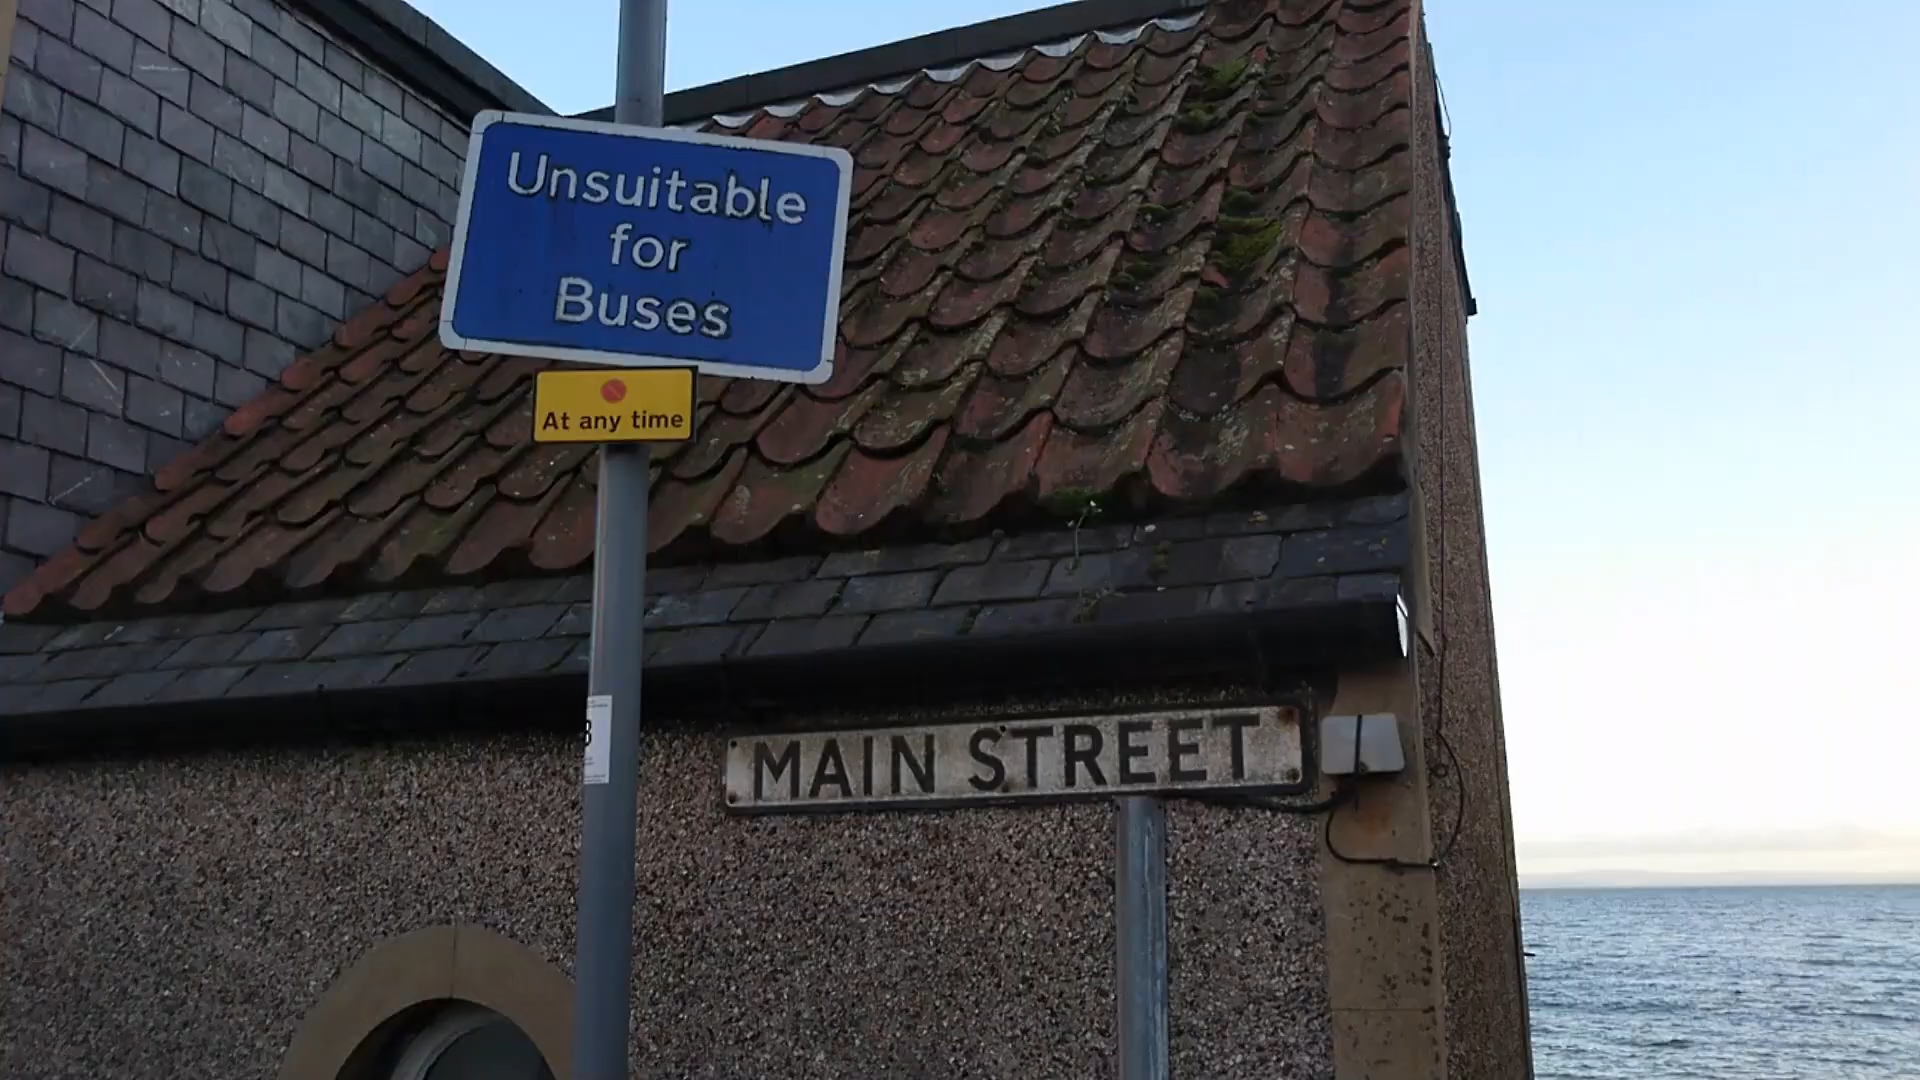 Unsuitable
for
Buses
At any time
MAIN STREET